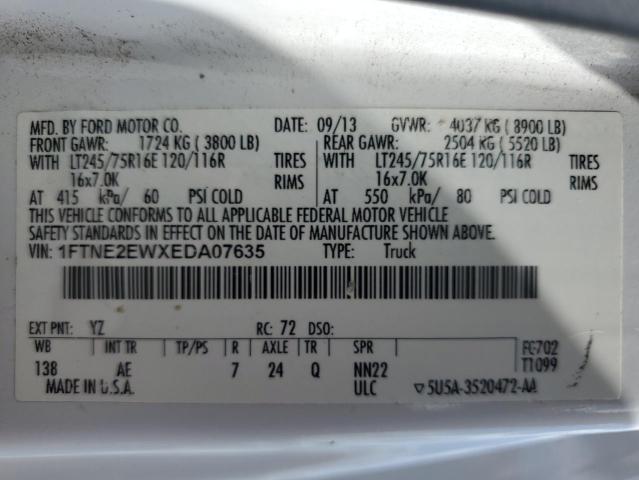 MFD. BY FORD MOTOR CO. DATE: 09/13 GVWR: 4037 KG ( 8900 LB)
FRONT GAWR: 1724 KG ( 3800 LB) REAR GAWR: 2504 KG ( 5520 LB)
WITH LT245/75R16E 120/116R TIRES WITH LT245/75R16E 120/116R TIRES
16x7.0K RIMS 16x7.0K RIMS
AT 415 kPa/ 60 PSI COLD AT 550 kPa/ 80 PSI COLD
THIS VEHICLE CONFORMS TO ALL APPLICABLE FEDERAL MOTOR VEHICLE
SAFETY STANDARDS IN EFFECT ON THE DATE OF MANUFACTURE SHOWN ABOVE.
VIN: 1FTNE2EWXEDA07635 TYPE: Truck
EXT PNT: YZ RC: 72 DSO:
WB INT TR TP/PS R AXLE TR SPR FC702
138 AE 7 24 Q NN22 T1099
MADE IN U.S.A. ULC ▽5U5A-3520472-AA